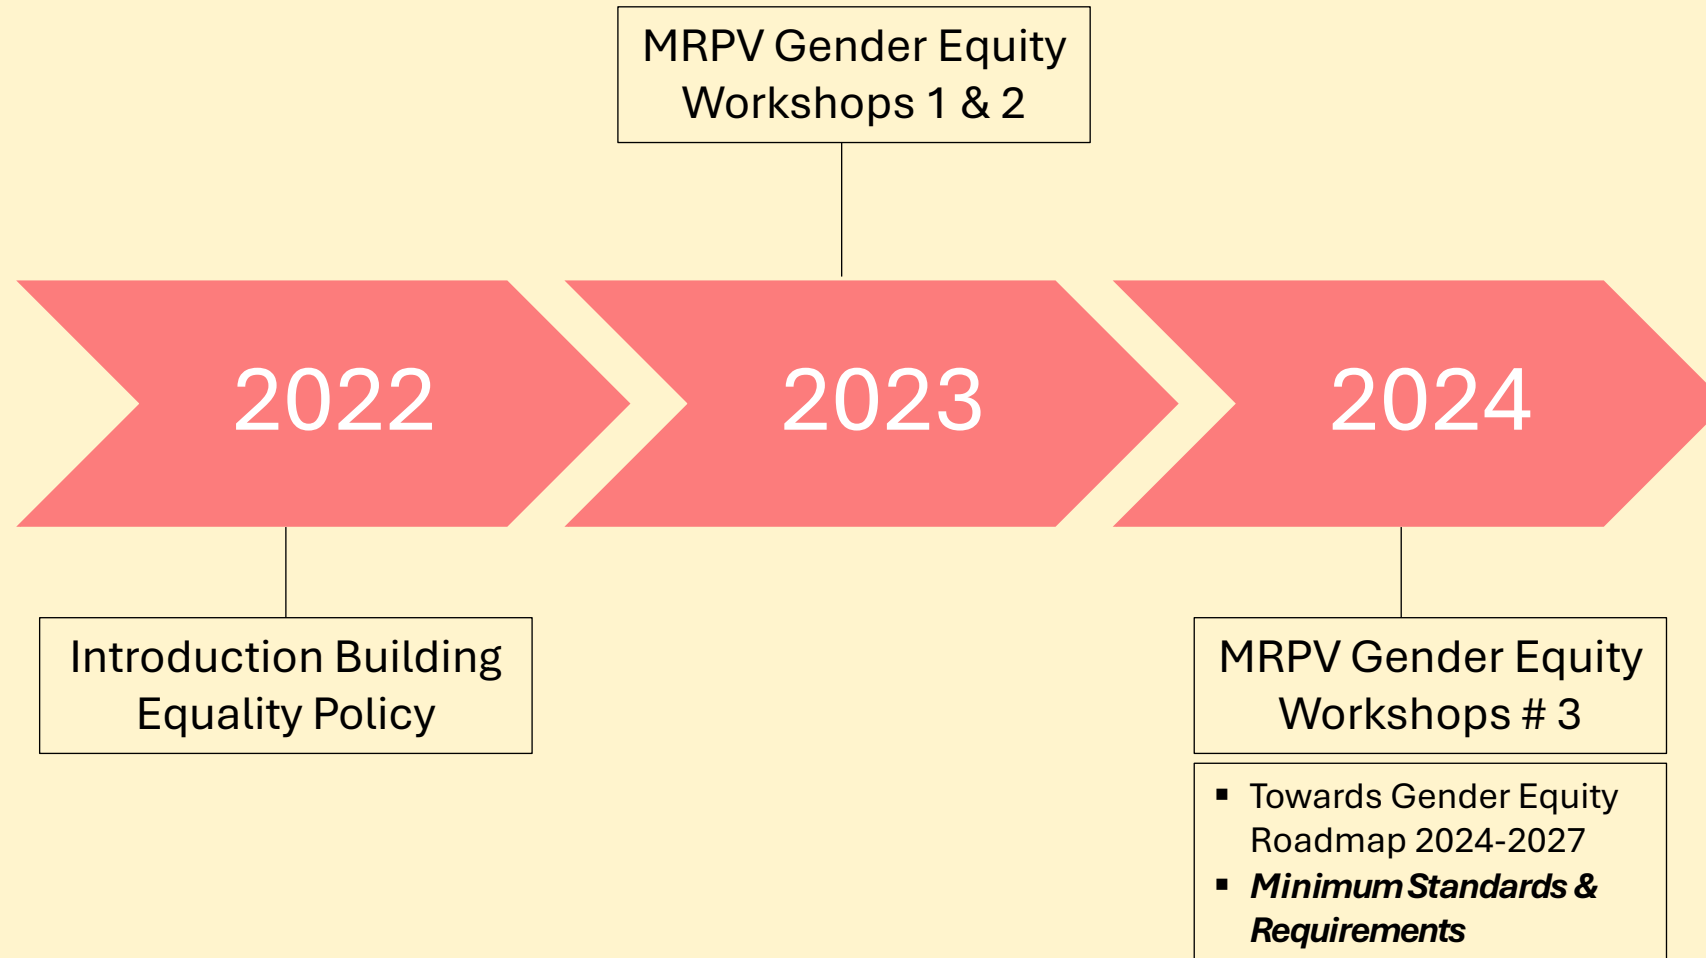 MRPV Gender Equity
Workshops 1 & 2
2022
2023
2024
Introduction Building
Equality Policy
MRPV Gender Equity
Workshops # 3
▪ Towards Gender Equity
Roadmap 2024-2027
▪ Minimum Standards &
Requirements